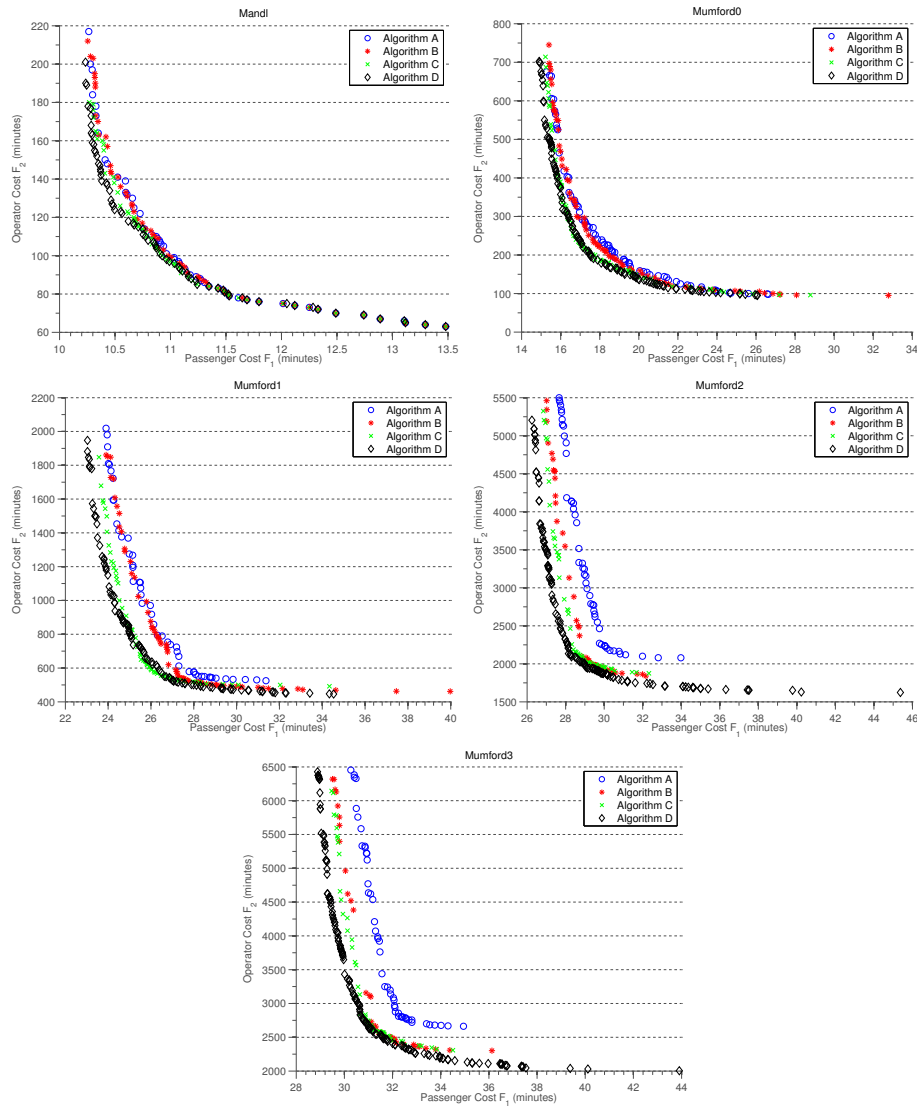 Mandl
220
200
180
160
140
120
100
80
60
Operator Cost F2 (minutes)
10 10.5 11 11.5 12 12.5 13 13.5
Passenger Cost F1 (minutes)
Algorithm A
Algorithm B
Algorithm C
Algorithm D
Mumford0
800
700
600
500
400
300
200
100
0
Operator Cost F2 (minutes)
14 16 18 20 22 24 26 28 30 32 34
Passenger Cost F1 (minutes)
Algorithm A
Algorithm B
Algorithm C
Algorithm D
Mumford1
2200
2000
1800
1600
1400
1200
1000
800
600
400
Operator Cost F2 (minutes)
22 24 26 28 30 32 34 36 38 40
Passenger Cost F1 (minutes)
Algorithm A
Algorithm B
Algorithm C
Algorithm D
Mumford2
5500
5000
4500
4000
3500
3000
2500
2000
1500
Operator Cost F2 (minutes)
26 28 30 32 34 36 38 40 42 44 46
Passenger Cost F1 (minutes)
Algorithm A
Algorithm B
Algorithm C
Algorithm D
Mumford3
6500
6000
5500
5000
4500
4000
3500
3000
2500
2000
Operator Cost F2 (minutes)
28 30 32 34 36 38 40 42 44
Passenger Cost F1 (minutes)
Algorithm A
Algorithm B
Algorithm C
Algorithm D